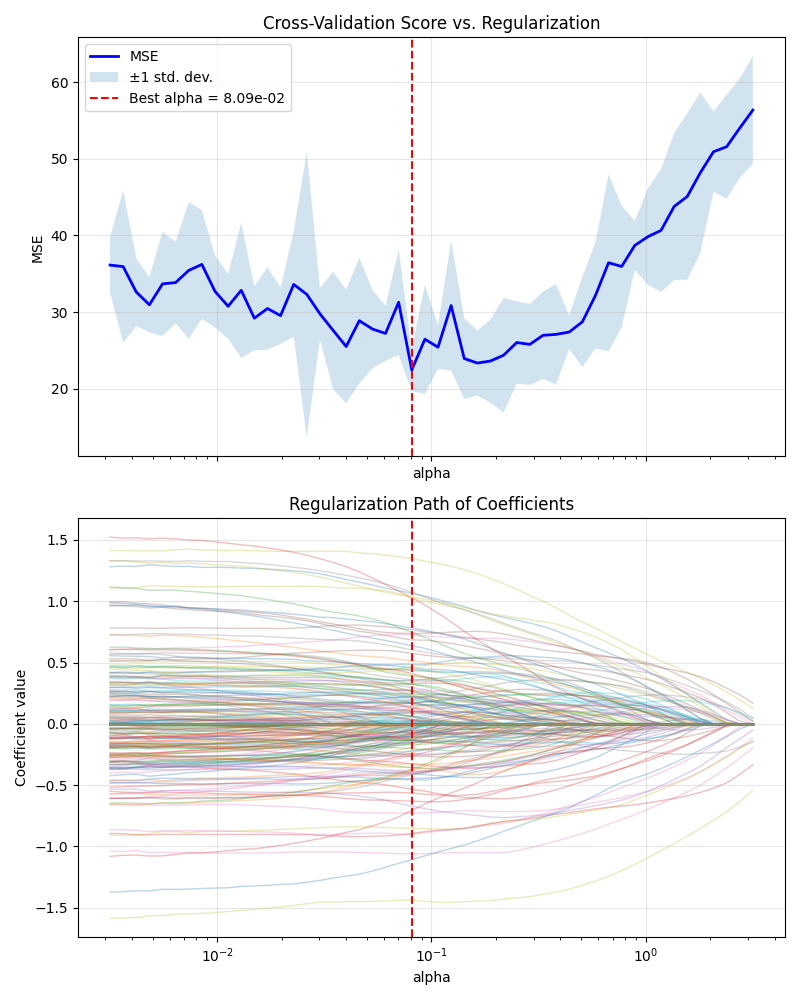 Cross-Validation Score vs. Regularization
MSE
±1 std. dev.
Best alpha = 8.09e-02
60
50
40
30
20
MSE
alpha
Regularization Path of Coefficients
1.5
1.0
0.5
0.0
−0.5
−1.0
−1.5
Coefficient value
10⁻² 10⁻¹ 10⁰
alpha